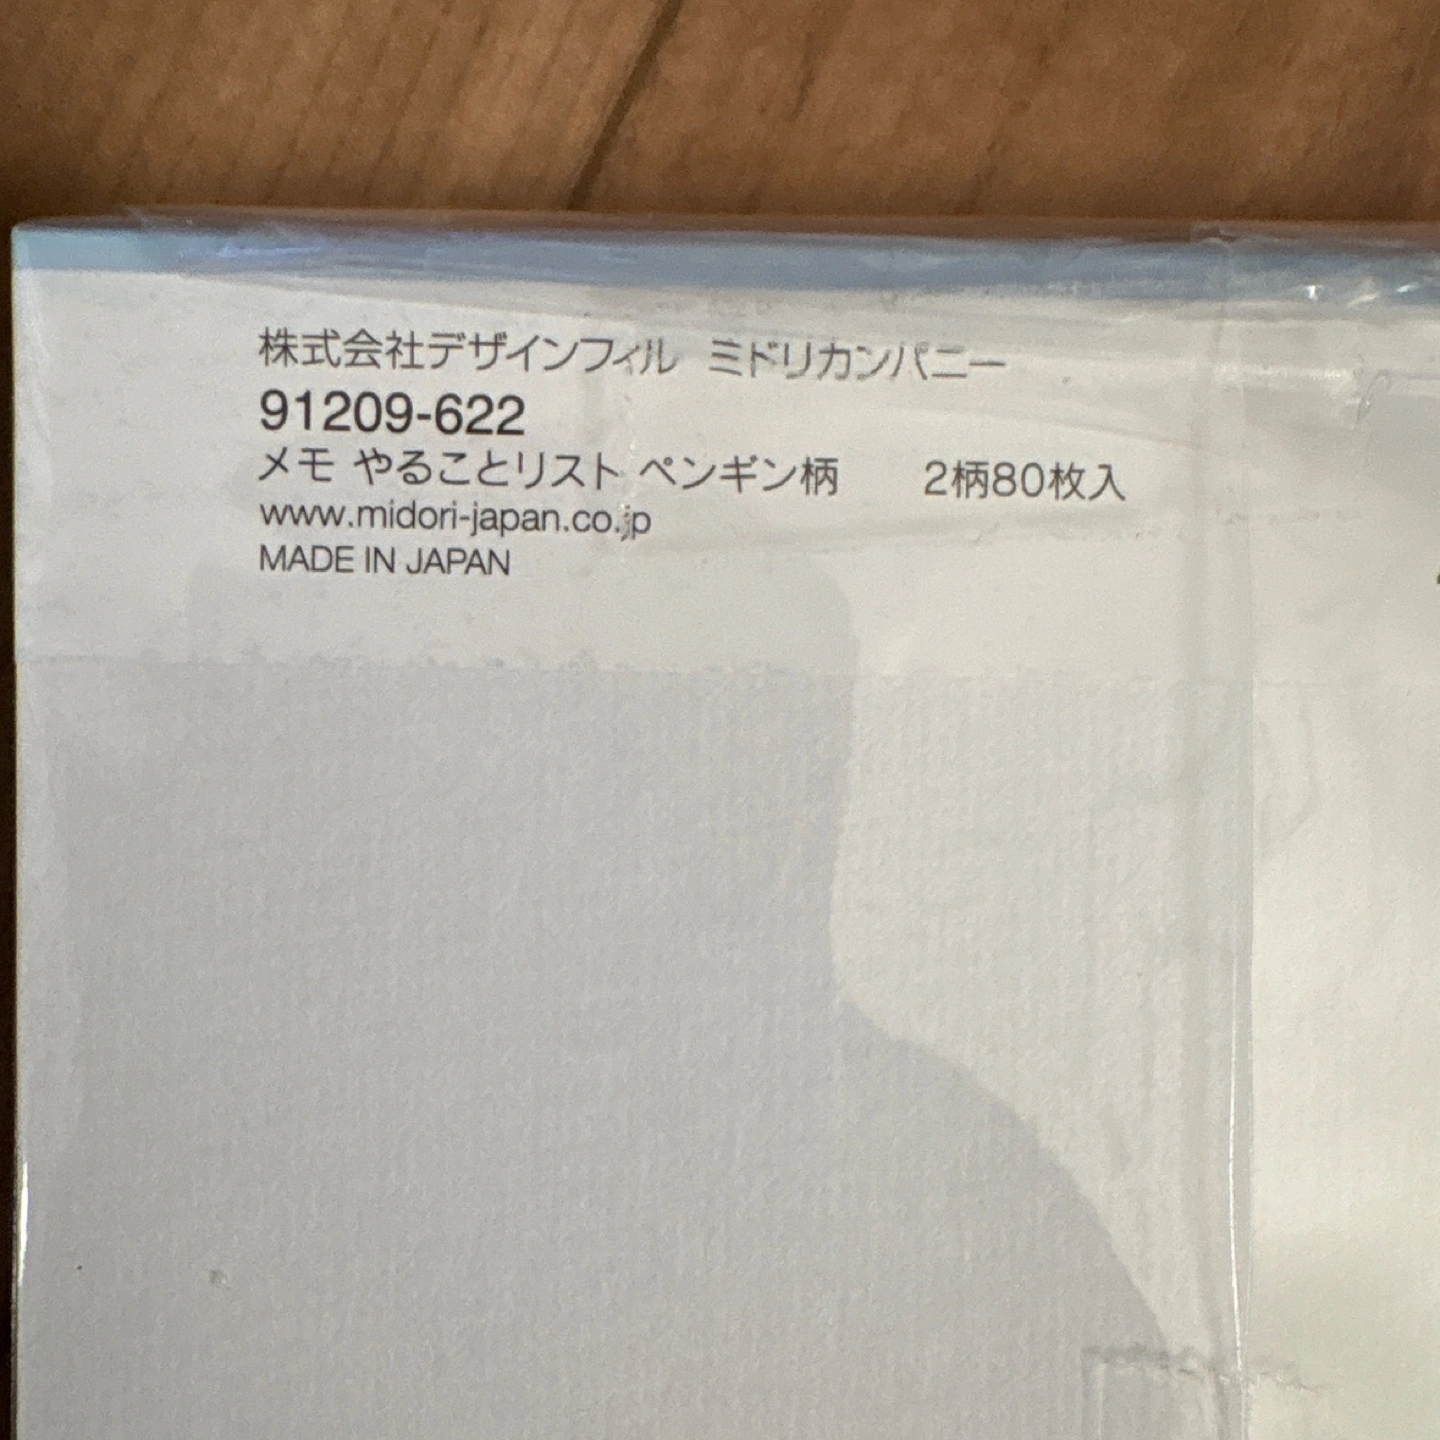 株式会社デザインフィル ミドリカンパニー
91209-622
メモ やることリスト ペンギン柄 2柄80枚入
www.midori-japan.co.jp
MADE IN JAPAN